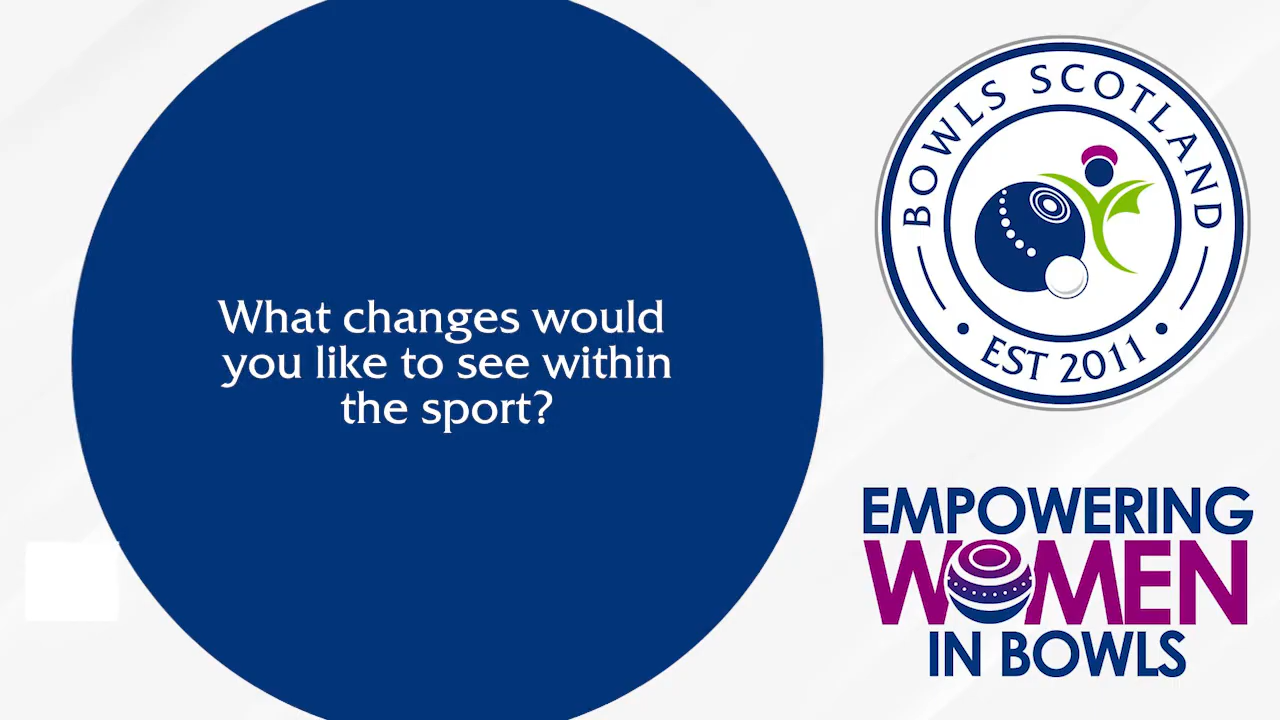 What changes would
you like to see within
the sport?
BOWLS SCOTLAND
EST 2011
EMPOWERING
WOMEN
IN BOWLS